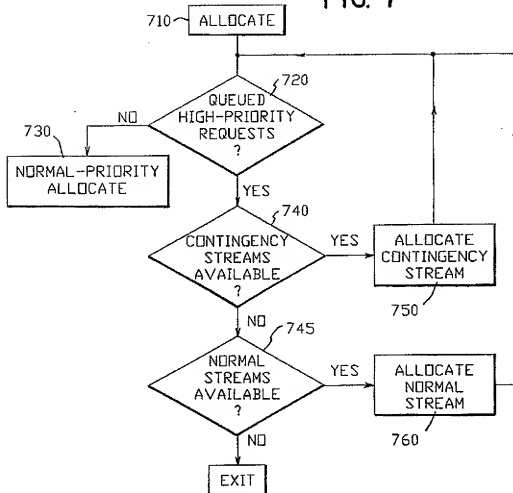 FIG. 7
710
ALLOCATE
720
QUEUED
HIGH-PRIORITY
REQUESTS
?
NO
730
NORMAL-PRIORITY
ALLOCATE
YES
740
CONTINGENCY
STREAMS
AVAILABLE
?
YES
ALLOCATE
CONTINGENCY
STREAM
750
NO
745
NORMAL
STREAMS
AVAILABLE
?
YES
ALLOCATE
NORMAL
STREAM
760
NO
EXIT